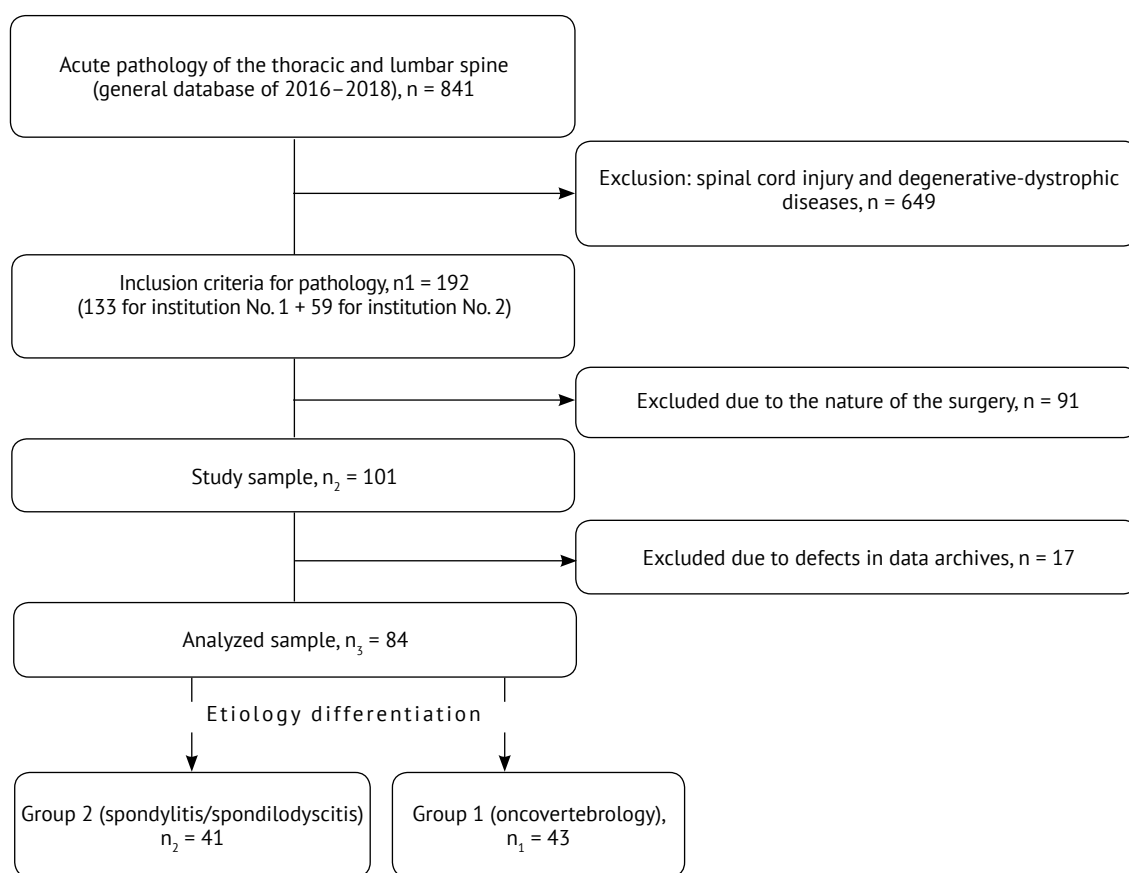 Acute pathology of the thoracic and lumbar spine
(general database of 2016–2018), n = 841
Exclusion: spinal cord injury and degenerative-dystrophic
diseases, n = 649
Inclusion criteria for pathology, n1 = 192
(133 for institution No. 1 + 59 for institution No. 2)
Excluded due to the nature of the surgery, n = 91
Study sample, n₂ = 101
Excluded due to defects in data archives, n = 17
Analyzed sample, n₃ = 84
Etiology differentiation
Group 2 (spondylitis/spondilodyscitis)
n₂ = 41
Group 1 (oncovertebrology),
n₁ = 43